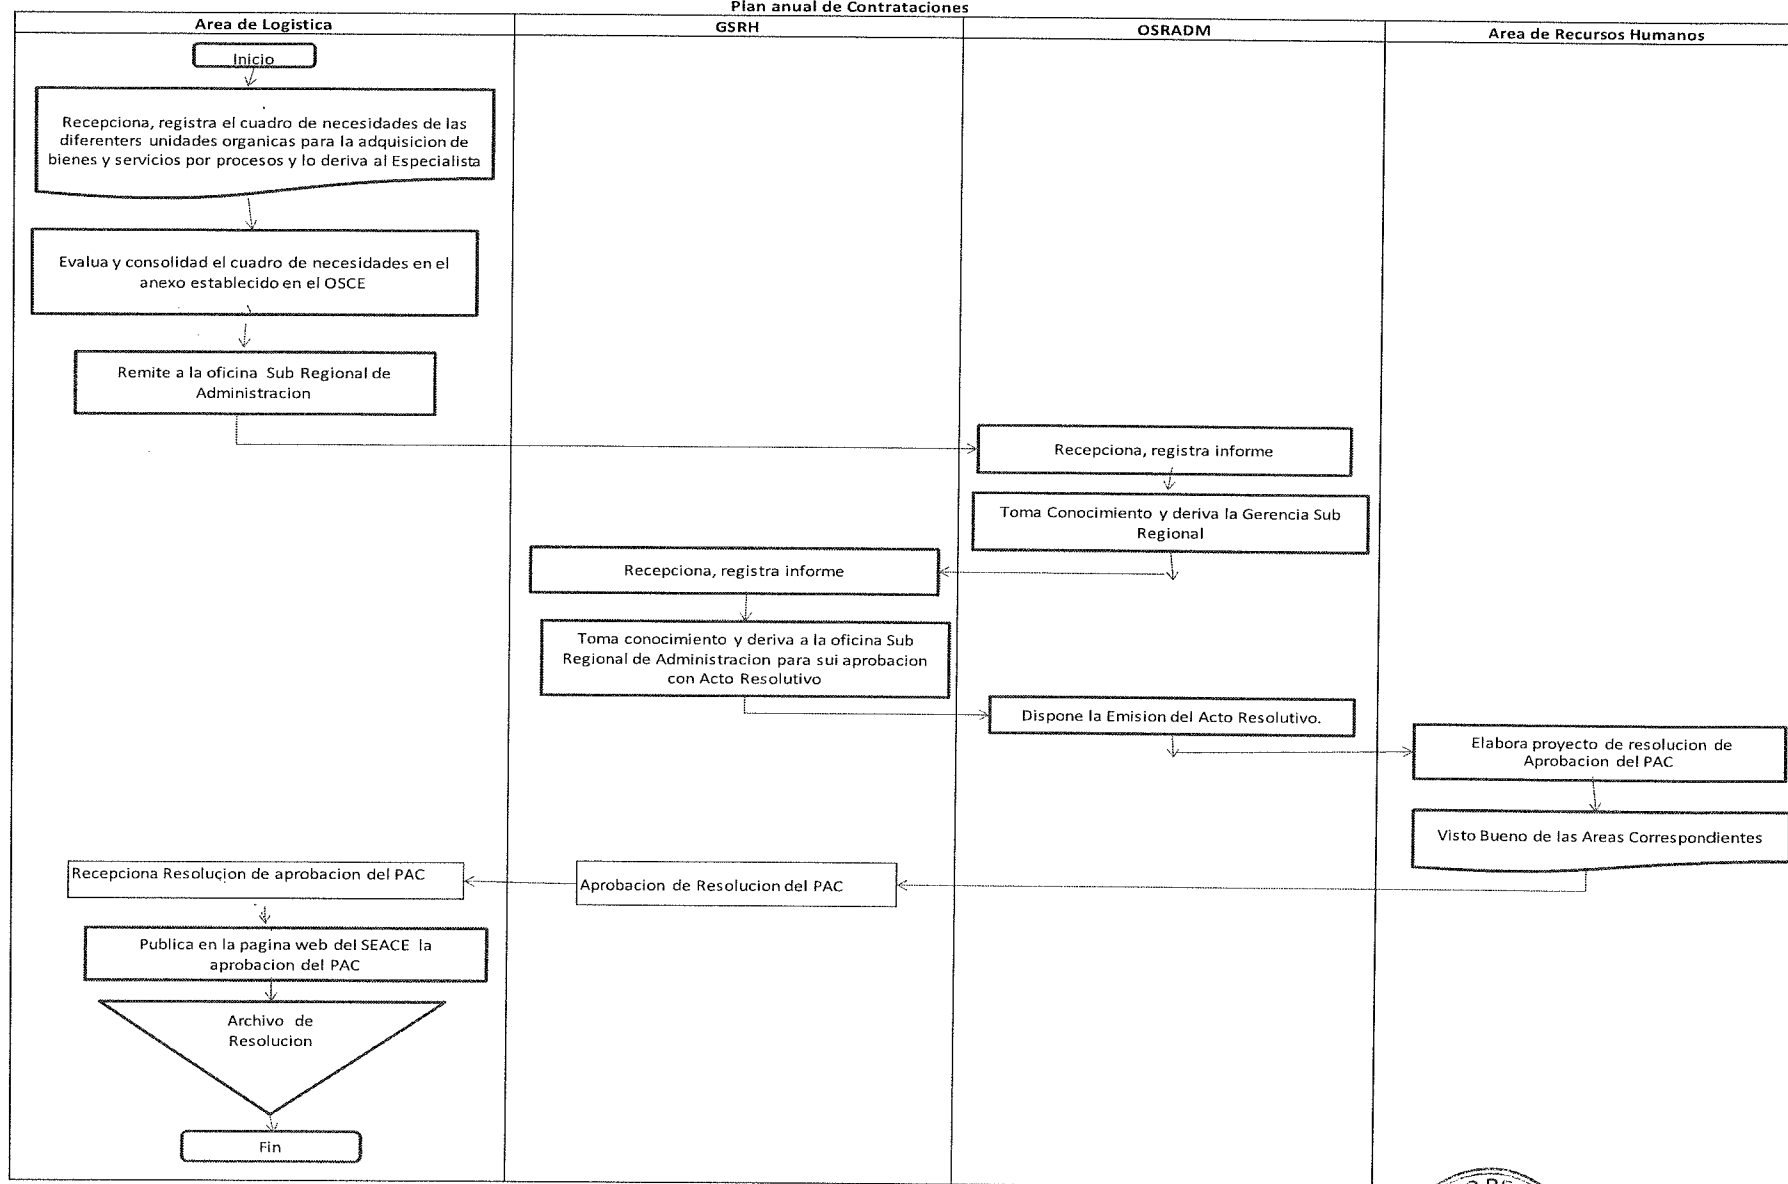 Plan anual de Contrataciones
Area de Logistica
GSRH
OSRADM
Area de Recursos Humanos
Inicio
Recepciona, registra el cuadro de necesidades de las
diferenters unidades organicas para la adquisicion de
bienes y servicios por procesos y lo deriva al Especialista
Evalua y consolidad el cuadro de necesidades en el
anexo establecido en el OSCE
Remite a la oficina Sub Regional de
Administracion
Recepciona, registra informe
Toma Conocimiento y deriva la Gerencia Sub
Regional
Recepciona, registra informe
Toma conocimiento y deriva a la oficina Sub
Regional de Administracion para sui aprobacion
con Acto Resolutivo
Dispone la Emision del Acto Resolutivo.
Elabora proyecto de resolucion de
Aprobacion del PAC
Visto Bueno de las Areas Correspondientes
Aprobacion de Resolucion del PAC
Recepciona Resolucion de aprobacion del PAC
Publica en la pagina web del SEACE la
aprobacion del PAC
Archivo de
Resolucion
Fin